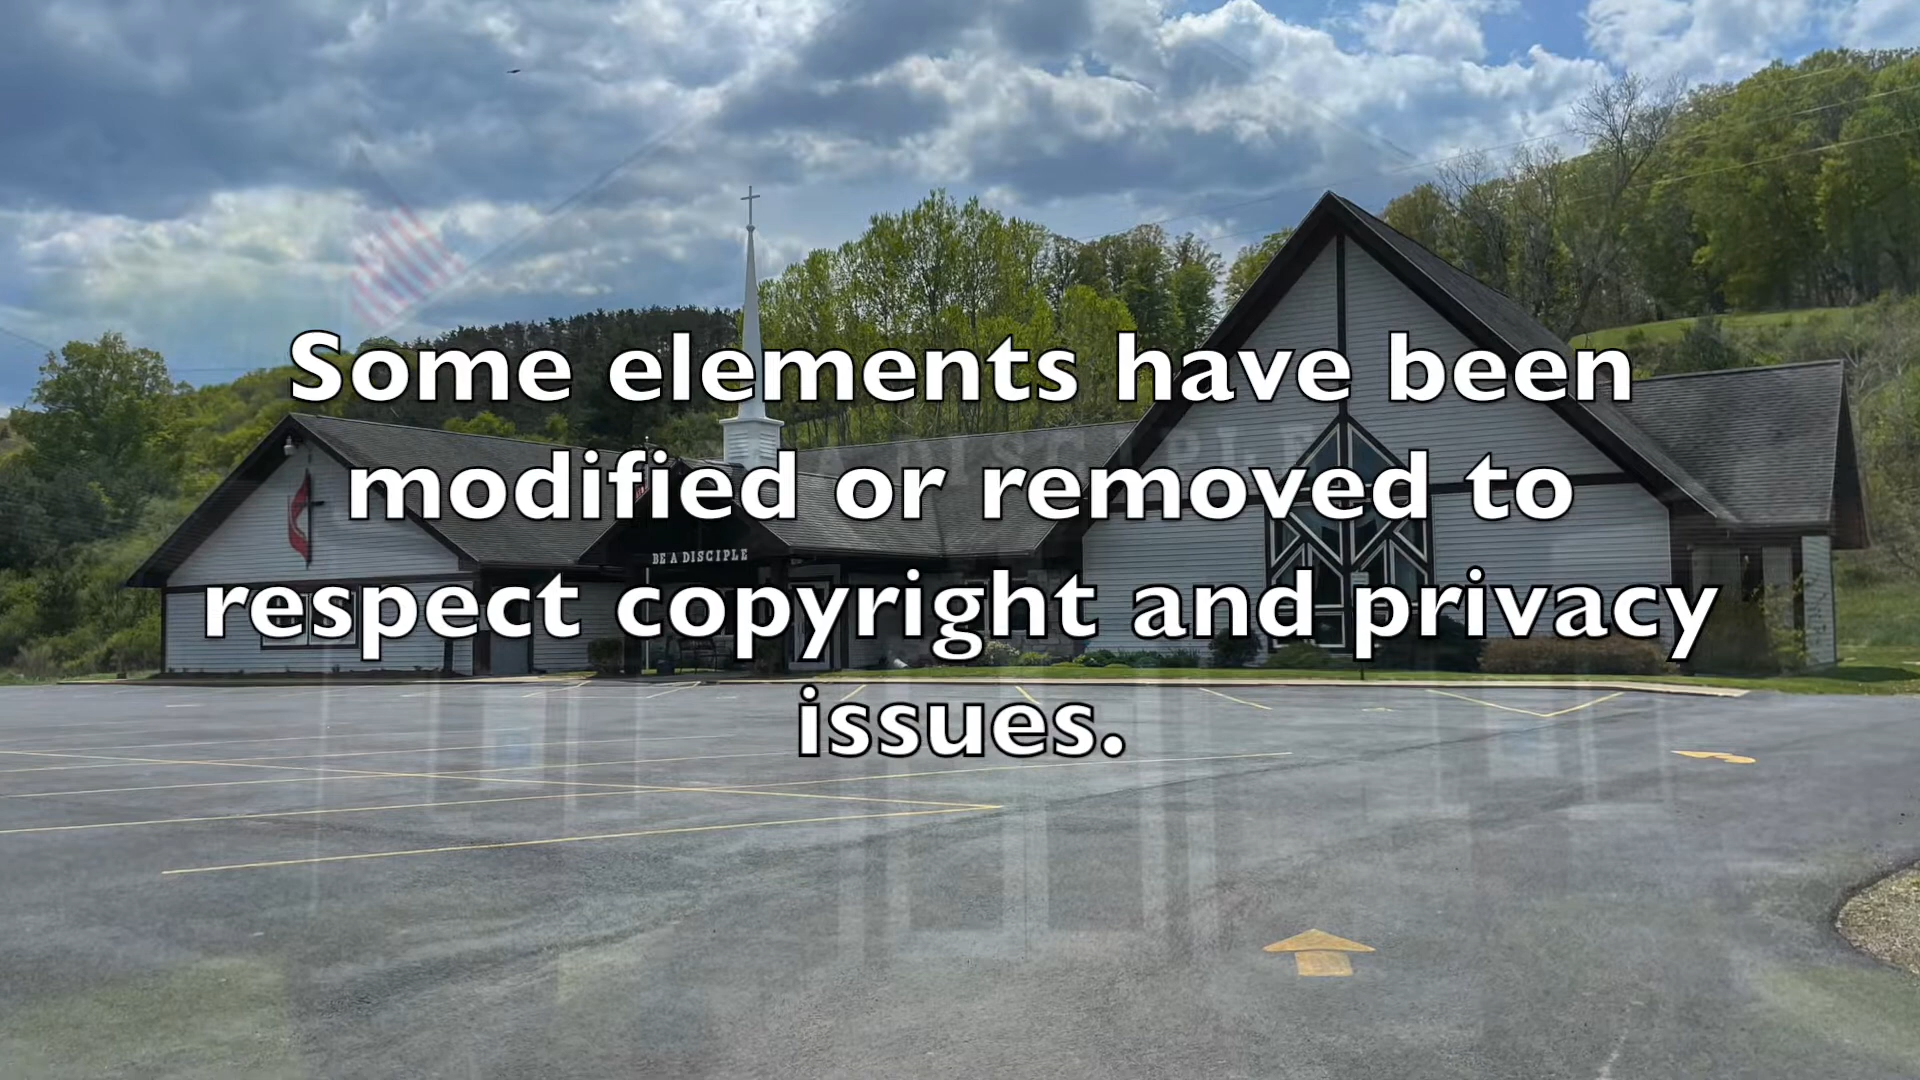 Some elements have been
modified or removed to
respect copyright and privacy
issues.
BE A DISCIPLE